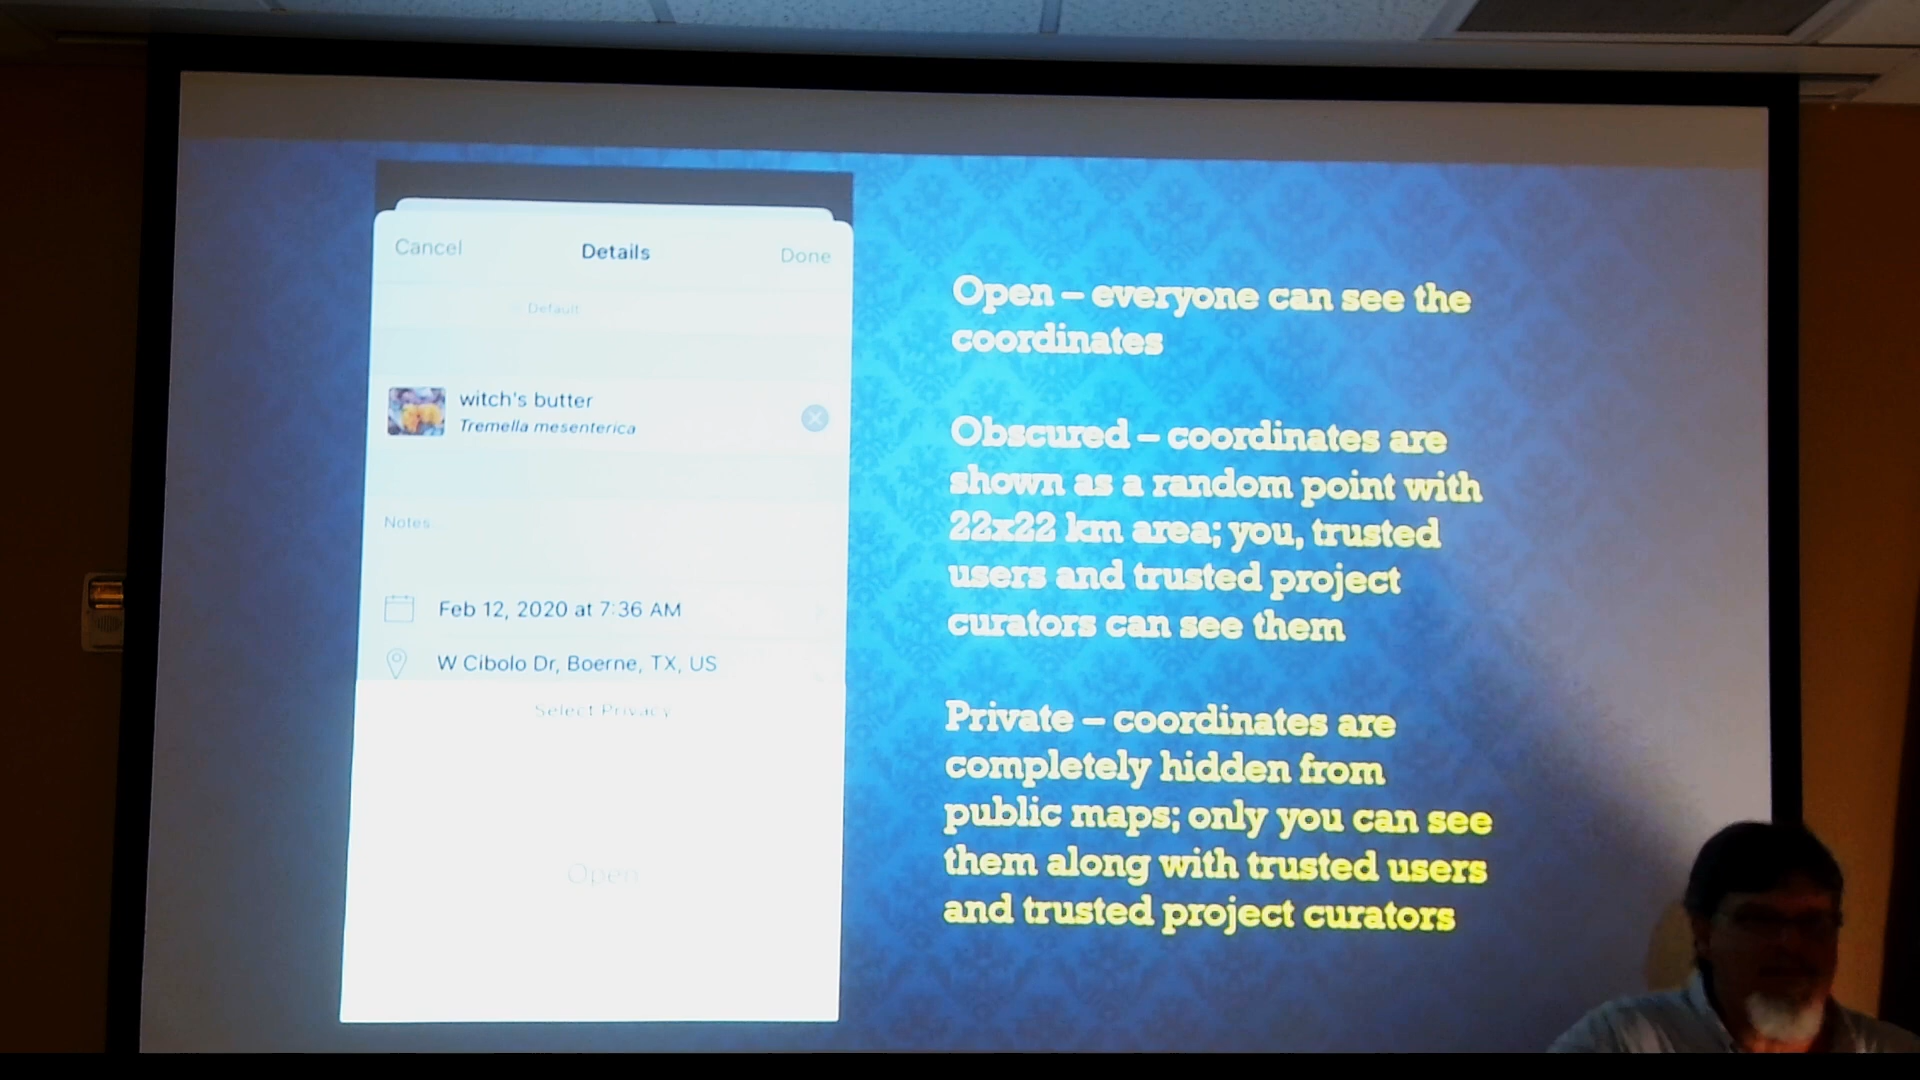 Cancel Details Done
Default
witch's butter
Tremella mesenterica
Notes
Feb 12, 2020 at 7:36 AM
W Cibolo Dr, Boerne, TX, US
Select Privacy
Open
Open – everyone can see the
coordinates
Obscured – coordinates are
shown as a random point with
22x22 km area; you, trusted
users and trusted project
curators can see them
Private – coordinates are
completely hidden from
public maps; only you can see
them along with trusted users
and trusted project curators